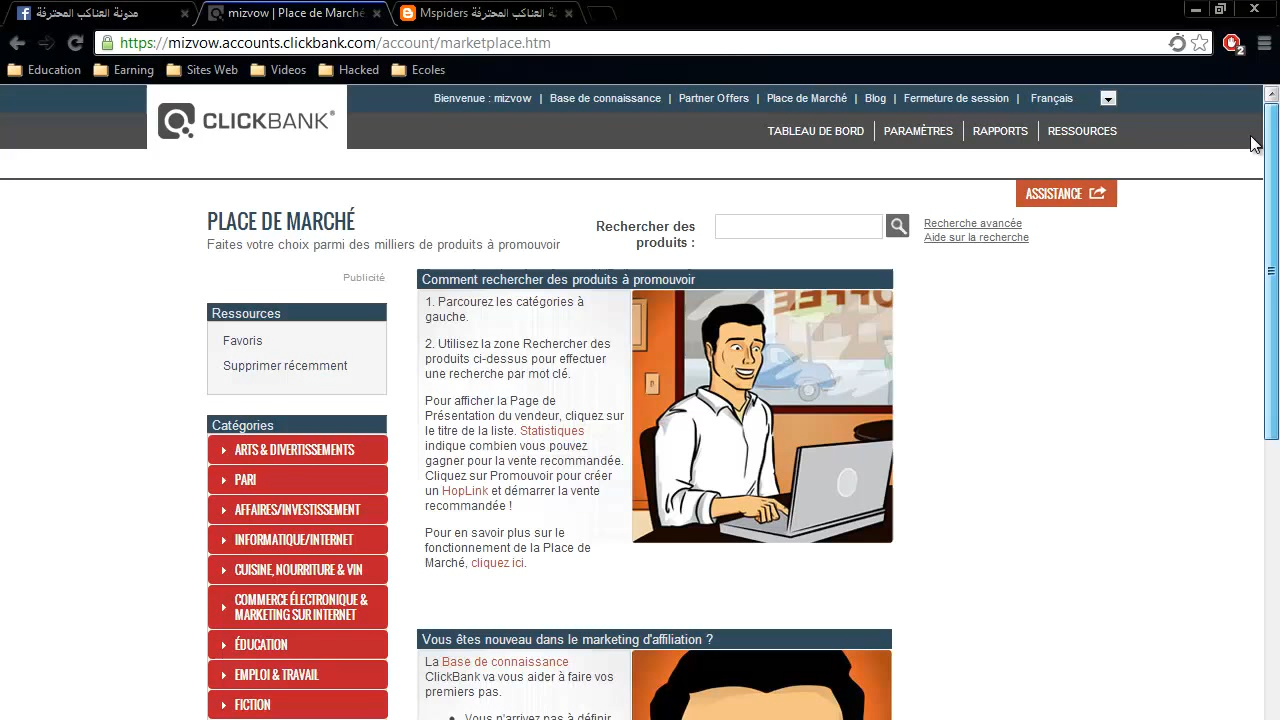 مدونة العناكب المحترفة
mizvow | Place de Marché
Mspiders مدونة العناكب المحترفة
https://mizvow.accounts.clickbank.com/account/marketplace.htm
2
Education Earning Sites Web Videos Hacked Ecoles
Bienvenue : mizvow | Base de connaissance | Partner Offers | Place de Marché | Blog | Fermeture de session | Français
CLICKBANK®
TABLEAU DE BORD | PARAMÈTRES | RAPPORTS | RESSOURCES
ASSISTANCE
PLACE DE MARCHÉ
Faites votre choix parmi des milliers de produits à promouvoir
Rechercher des
produits :
Recherche avancée
Aide sur la recherche
Publicité
Ressources
Favoris
Supprimer récemment
Catégories
ARTS & DIVERTISSEMENTS
PARI
AFFAIRES/INVESTISSEMENT
INFORMATIQUE/INTERNET
CUISINE, NOURRITURE & VIN
COMMERCE ÉLECTRONIQUE &
MARKETING SUR INTERNET
ÉDUCATION
EMPLOI & TRAVAIL
FICTION
Comment rechercher des produits à promouvoir
1. Parcourez les catégories à
gauche.
2. Utilisez la zone Rechercher des
produits ci-dessus pour effectuer
une recherche par mot clé.
Pour afficher la Page de
Présentation du vendeur, cliquez sur
le titre de la liste. Statistiques
indique combien vous pouvez
gagner pour la vente recommandée.
Cliquez sur Promouvoir pour créer
un HopLink et démarrer la vente
recommandée !
Pour en savoir plus sur le
fonctionnement de la Place de
Marché, cliquez ici.
COFFEE
Vous êtes nouveau dans le marketing d'affiliation ?
La Base de connaissance
ClickBank va vous aider à faire vos
premiers pas.
• Vous n'arrivez pas à définir